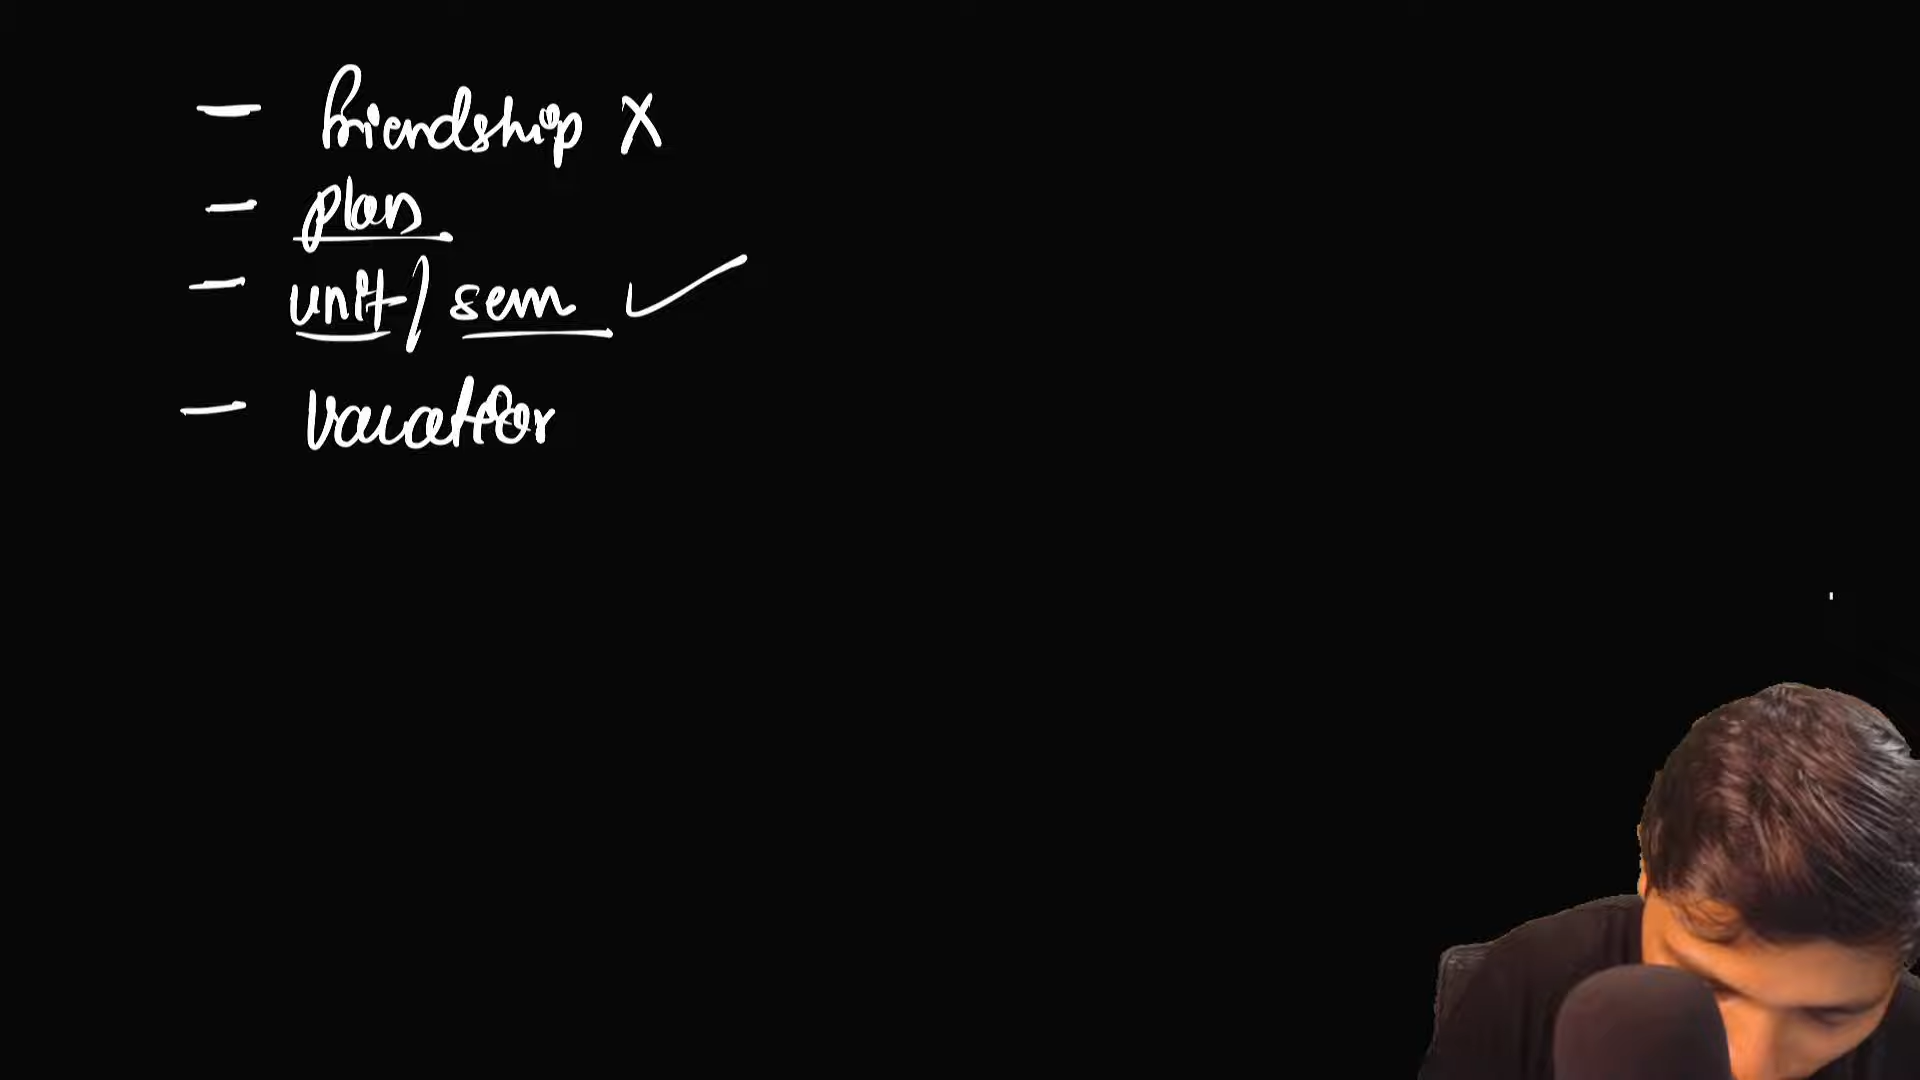 - friendship X
- plan
- unit / sem ✓
- vacation